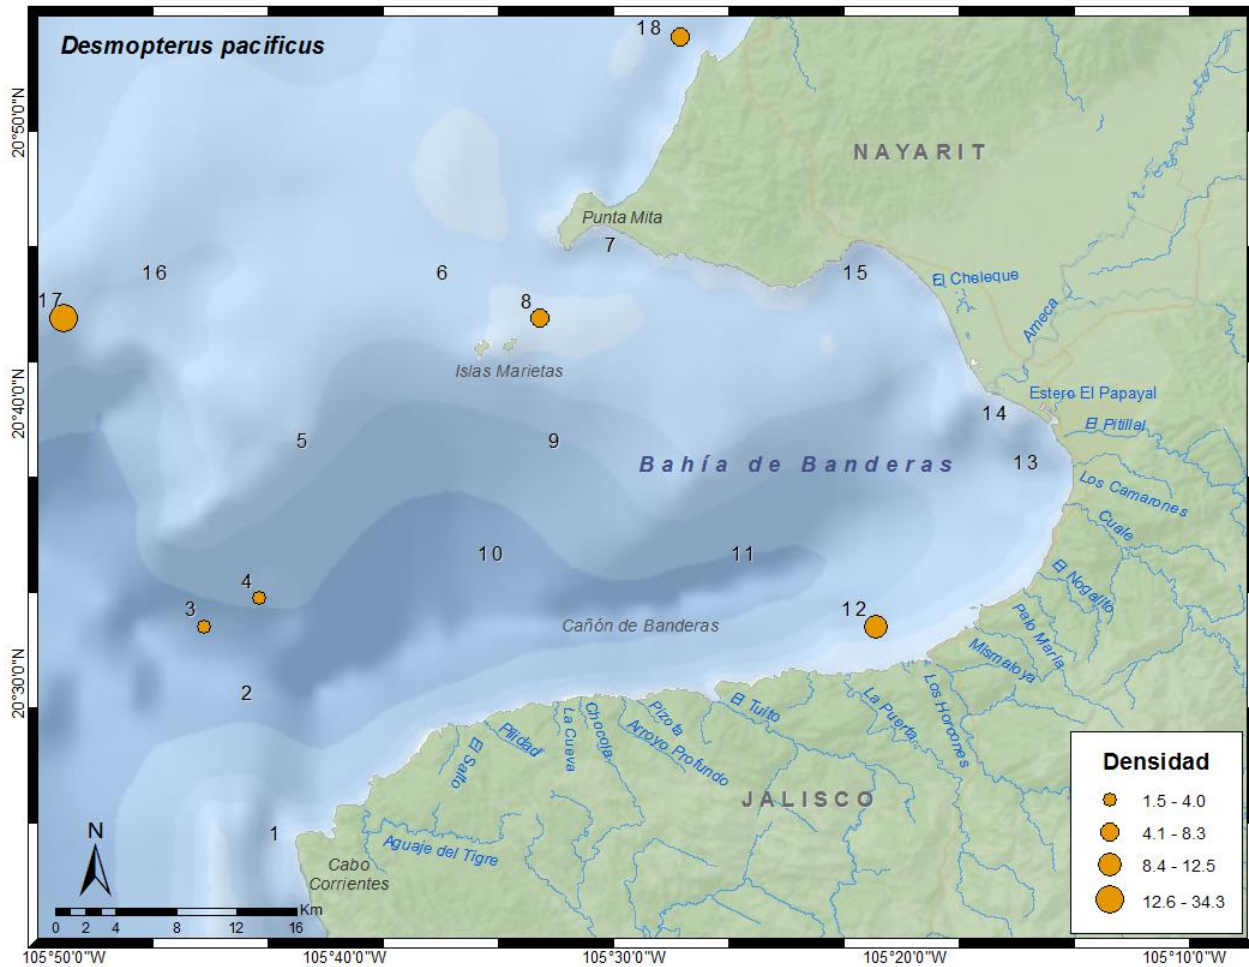 Desmopterus pacificus
18
20°50'0"N
NAYARIT
Punta Mita
7
16
6
15
El Cheleque
17
8
Ameca
Islas Marietas
20°40'0"N
Estero El Papayal
14
El Pitillal
5
9
Bahía de Banderas
13
Los Camarones
Cuale
10
11
El Nogalito
4
3
12
Cañón de Banderas
Palo María
Mismaloya
20°30'0"N
2
Los Horcones
La Puerta
El Tuito
Pizota
Chocola
La Cueva
Pilidad
Arroyo Profundo
El Salto
Densidad
1.5 - 4.0
4.1 - 8.3
8.4 - 12.5
12.6 - 34.3
JALISCO
1
N
Aguaje del Tigre
Cabo
Corrientes
Km
0 2 4 8 12 16
105°50'0"W
105°40'0"W
105°30'0"W
105°20'0"W
105°10'0"W